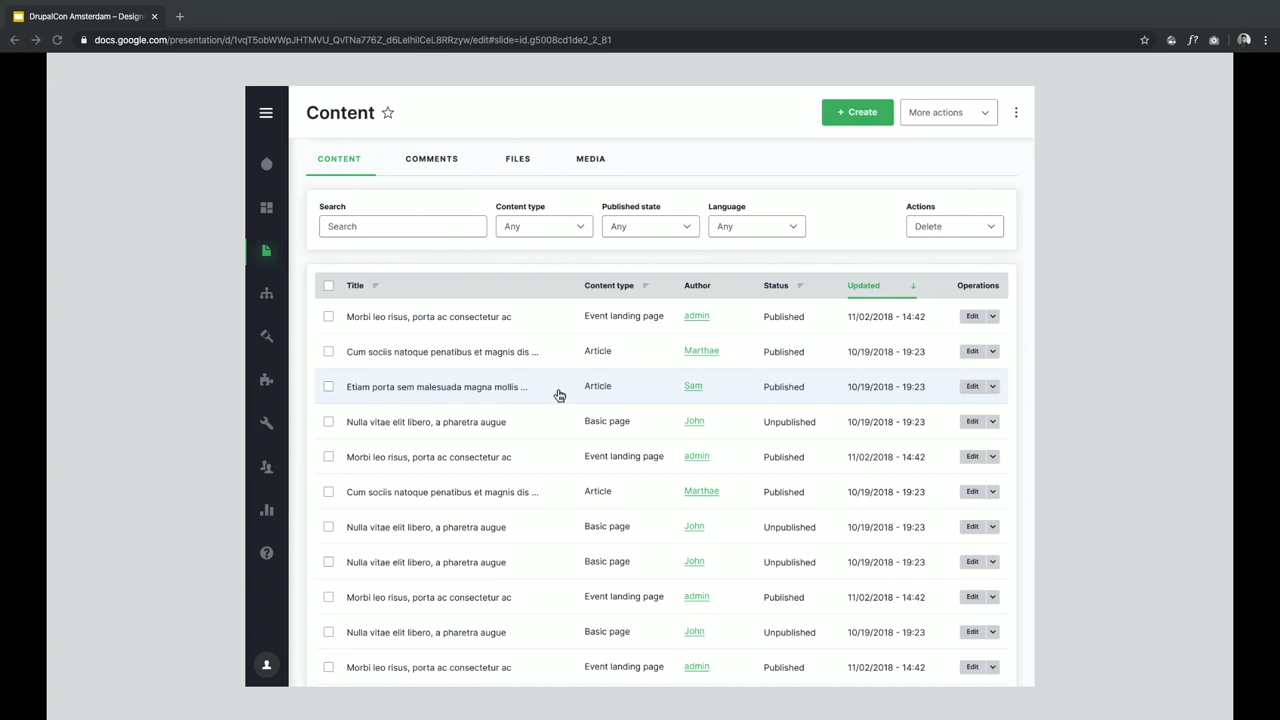 DrupalCon Amsterdam – Design
docs.google.com/presentation/d/1vqT5obWWpJHTMVU_QvTNa776Z_d6LelhilCeL8RRzyw/edit#slide=id.g5008cd1de2_2_81
Content
+ Create
More actions
CONTENT COMMENTS FILES MEDIA
Search Content type Published state Language Actions
Search Any Any Any Delete
Title Content type Author Status Updated Operations
Morbi leo risus, porta ac consectetur ac Event landing page admin Published 11/02/2018 - 14:42 Edit
Cum sociis natoque penatibus et magnis dis ... Article Marthae Published 10/19/2018 - 19:23 Edit
Etiam porta sem malesuada magna mollis ... Article Sam Published 10/19/2018 - 19:23 Edit
Nulla vitae elit libero, a pharetra augue Basic page John Unpublished 10/19/2018 - 19:23 Edit
Morbi leo risus, porta ac consectetur ac Event landing page admin Published 11/02/2018 - 14:42 Edit
Cum sociis natoque penatibus et magnis dis ... Article Marthae Published 10/19/2018 - 19:23 Edit
Nulla vitae elit libero, a pharetra augue Basic page John Unpublished 10/19/2018 - 19:23 Edit
Nulla vitae elit libero, a pharetra augue Basic page John Unpublished 10/19/2018 - 19:23 Edit
Morbi leo risus, porta ac consectetur ac Event landing page admin Published 11/02/2018 - 14:42 Edit
Nulla vitae elit libero, a pharetra augue Basic page John Unpublished 10/19/2018 - 19:23 Edit
Morbi leo risus, porta ac consectetur ac Event landing page admin Published 11/02/2018 - 14:42 Edit